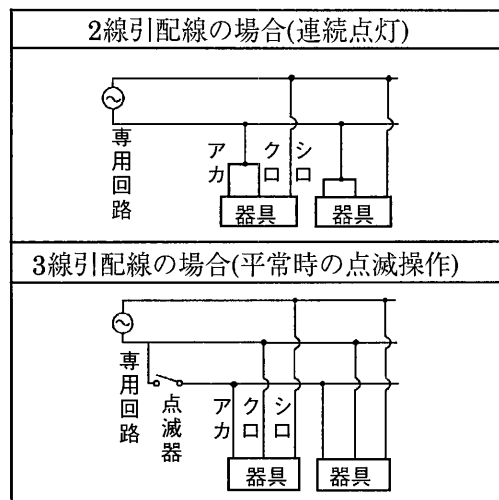 2線引配線の場合(連続点灯)
専用回路
アカ
クロ
シロ
器具
器具
3線引配線の場合(平常時の点滅操作)
専用回路
点滅器
アカ
クロ
シロ
器具
器具